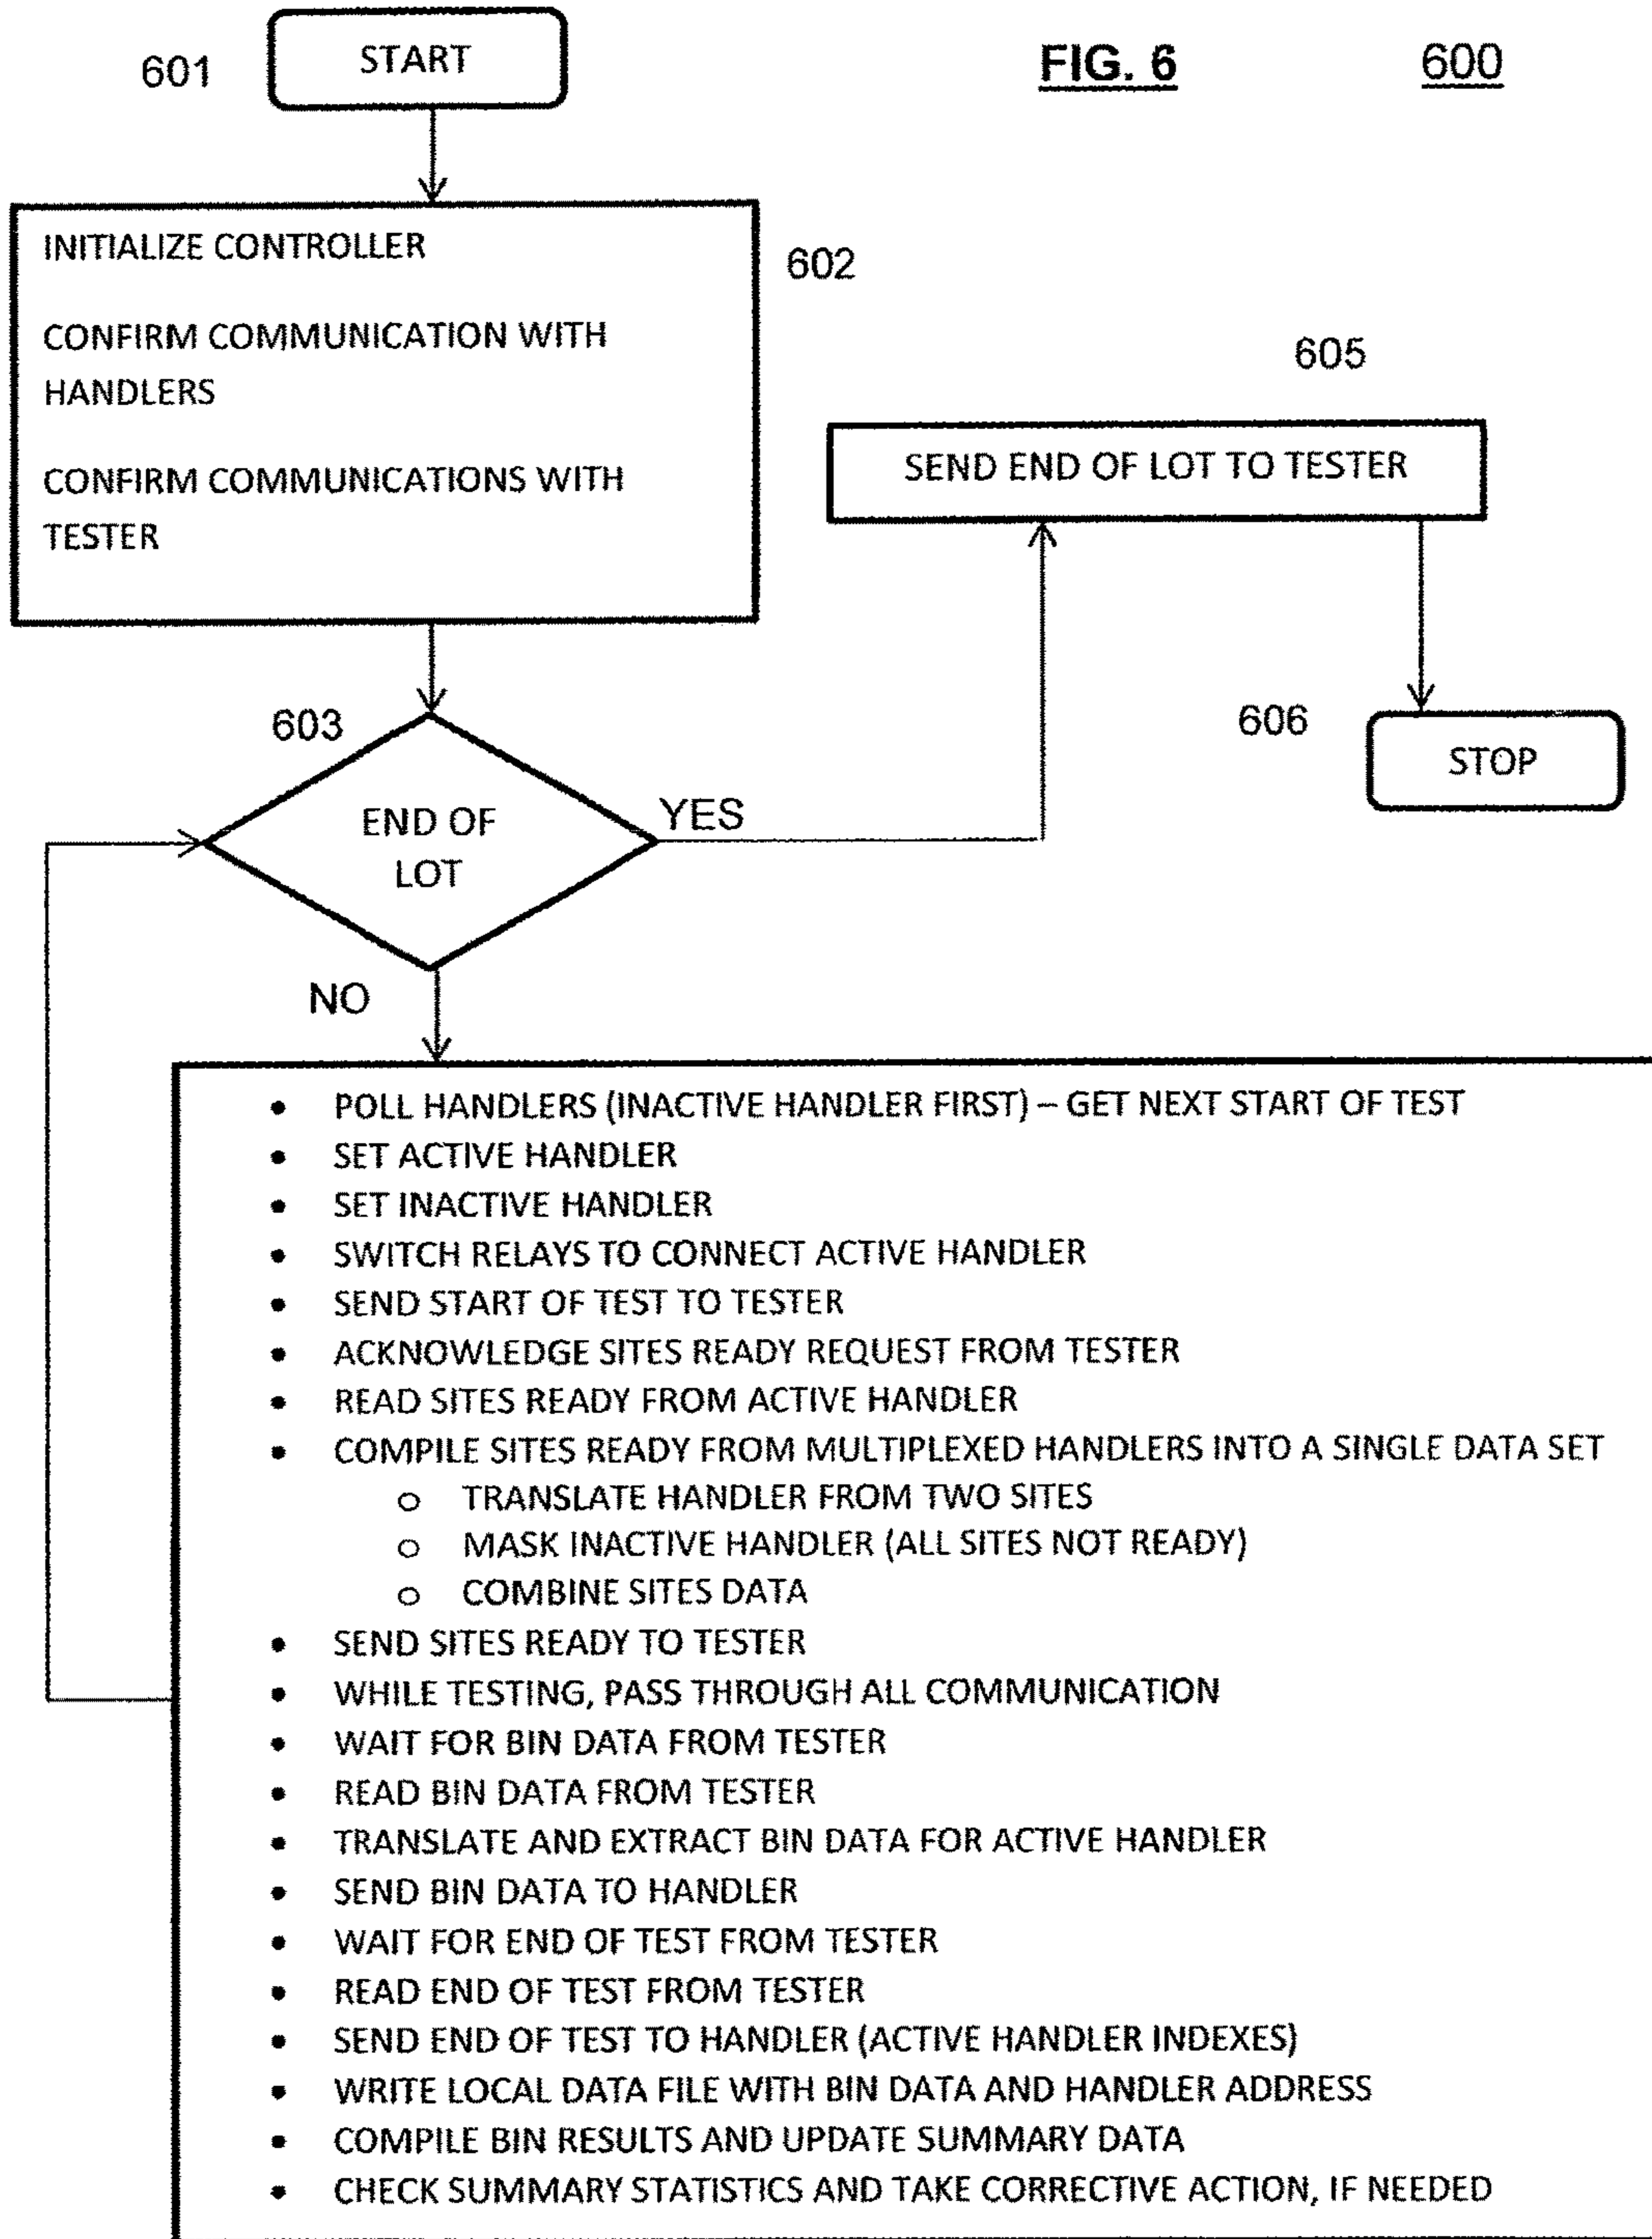 601
START
FIG. 6
600
INITIALIZE CONTROLLER
602
CONFIRM COMMUNICATION WITH
HANDLERS
CONFIRM COMMUNICATIONS WITH
TESTER
605
SEND END OF LOT TO TESTER
603
606
STOP
END OF
LOT
YES
NO
• POLL HANDLERS (INACTIVE HANDLER FIRST) – GET NEXT START OF TEST
• SET ACTIVE HANDLER
• SET INACTIVE HANDLER
• SWITCH RELAYS TO CONNECT ACTIVE HANDLER
• SEND START OF TEST TO TESTER
• ACKNOWLEDGE SITES READY REQUEST FROM TESTER
• READ SITES READY FROM ACTIVE HANDLER
• COMPILE SITES READY FROM MULTIPLEXED HANDLERS INTO A SINGLE DATA SET
○ TRANSLATE HANDLER FROM TWO SITES
○ MASK INACTIVE HANDLER (ALL SITES NOT READY)
○ COMBINE SITES DATA
• SEND SITES READY TO TESTER
• WHILE TESTING, PASS THROUGH ALL COMMUNICATION
• WAIT FOR BIN DATA FROM TESTER
• READ BIN DATA FROM TESTER
• TRANSLATE AND EXTRACT BIN DATA FOR ACTIVE HANDLER
• SEND BIN DATA TO HANDLER
• WAIT FOR END OF TEST FROM TESTER
• READ END OF TEST FROM TESTER
• SEND END OF TEST TO HANDLER (ACTIVE HANDLER INDEXES)
• WRITE LOCAL DATA FILE WITH BIN DATA AND HANDLER ADDRESS
• COMPILE BIN RESULTS AND UPDATE SUMMARY DATA
• CHECK SUMMARY STATISTICS AND TAKE CORRECTIVE ACTION, IF NEEDED